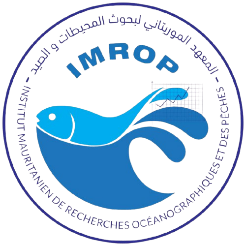 - المعهد الموريتاني لبحوث المحيطات و الصيد -
IMROP
INSTITUT MAURITANIEN DE RECHERCHES OCÉANOGRAPHIQUES ET DES PÊCHES